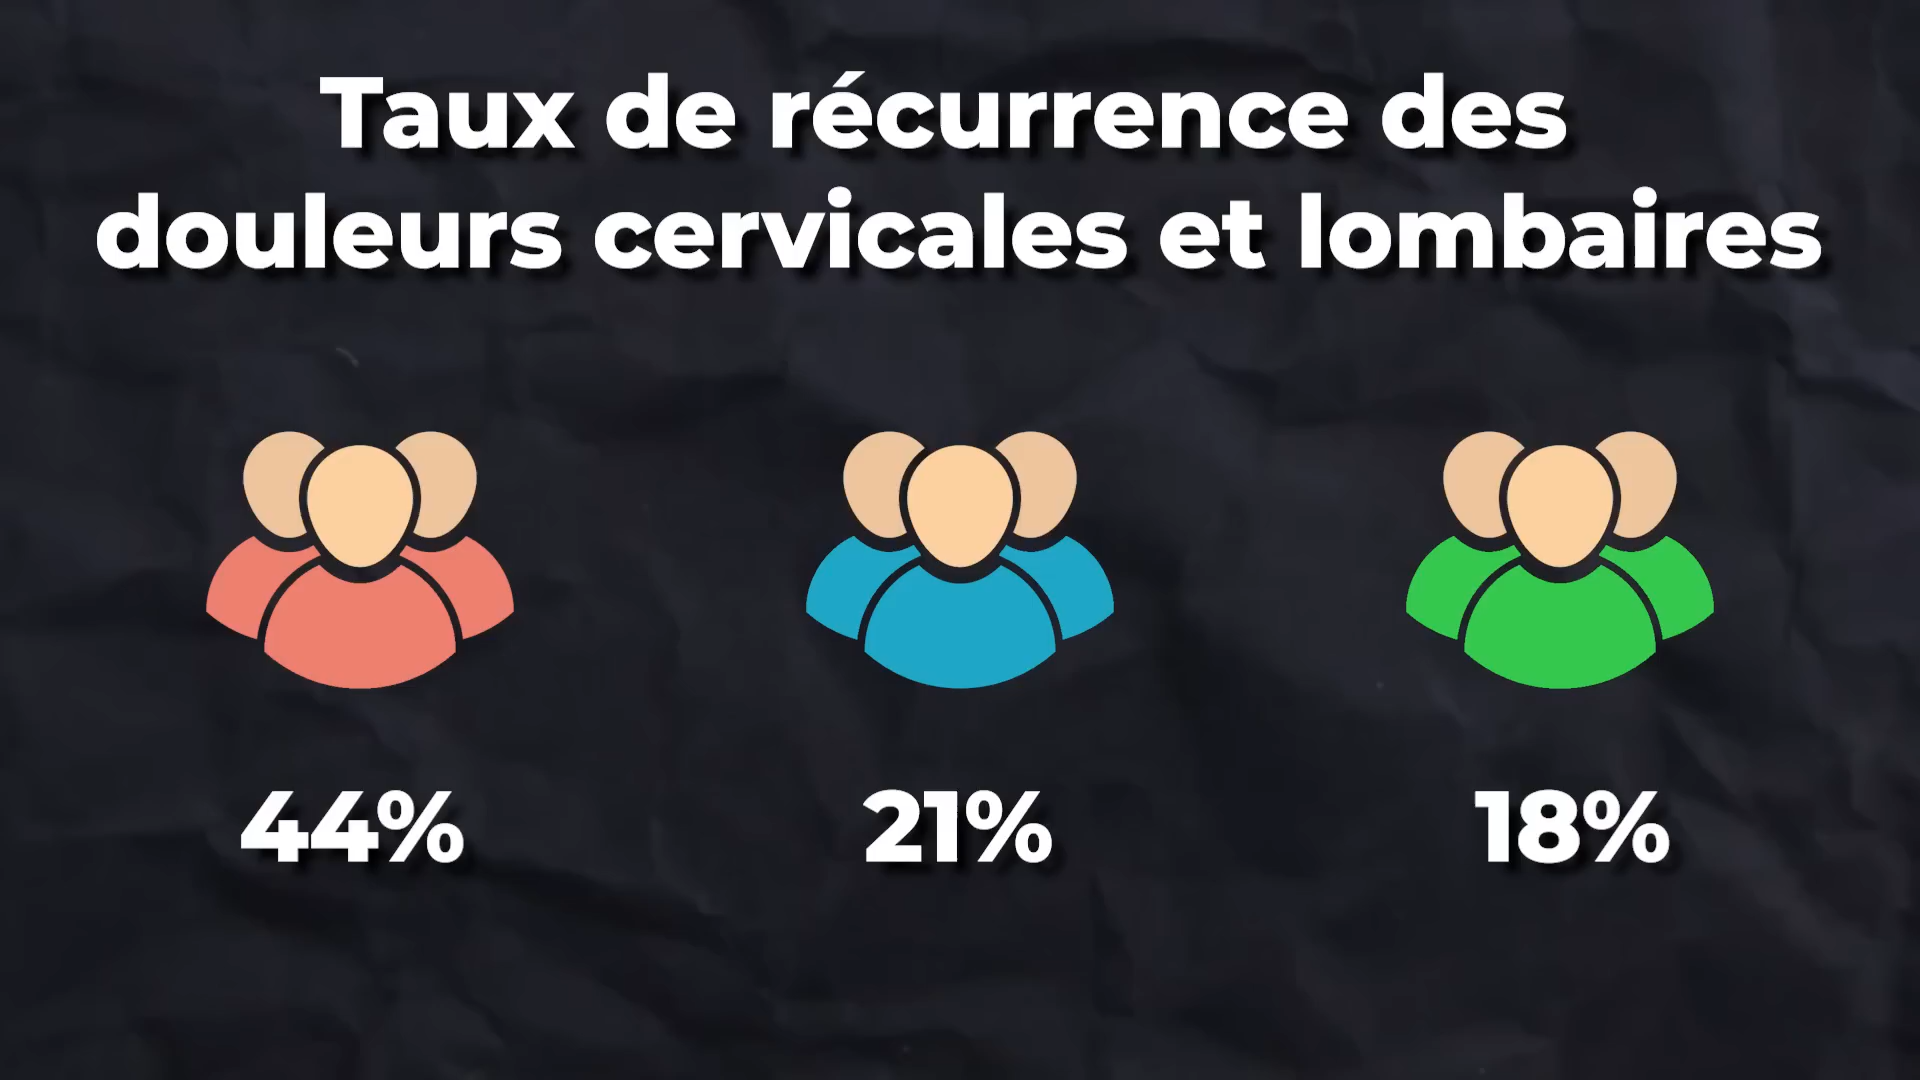 Taux de récurrence des
douleurs cervicales et lombaires
44% 21% 18%